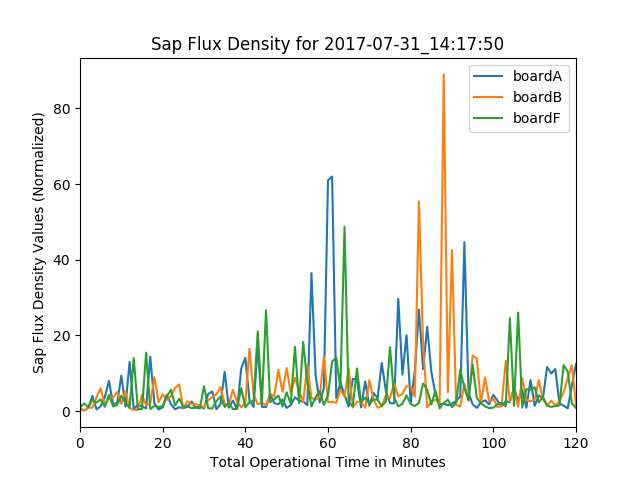 Sap Flux Density for 2017-07-31_14:17:50
boardA
boardB
boardF
Sap Flux Density Values (Normalized)
80
60
40
20
0
0 20 40 60 80 100 120
Total Operational Time in Minutes